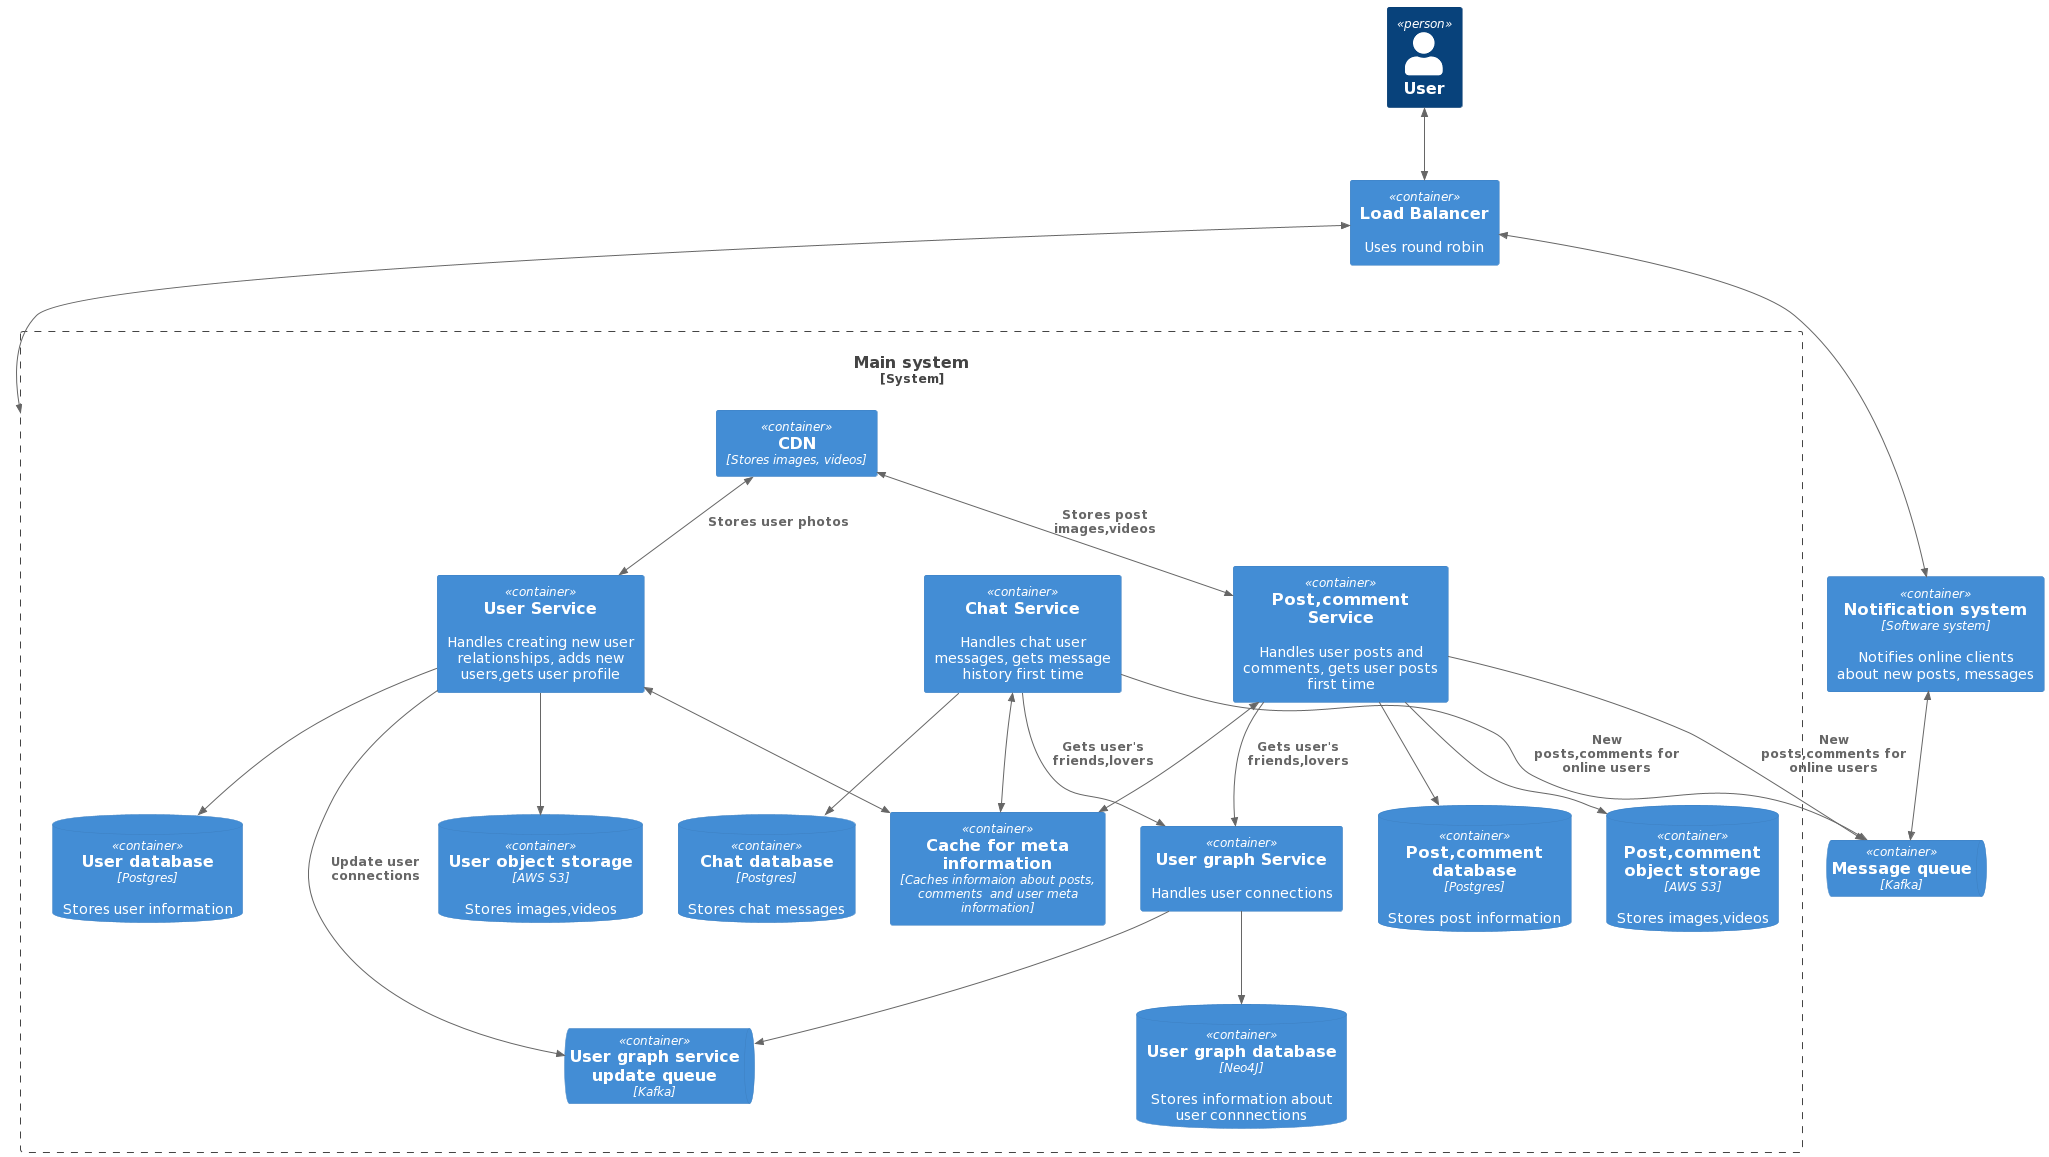 «person»
User
«container»
Load Balancer
Uses round robin
Main system
[System]
«container»
CDN
[Stores images, videos]
Stores user photos
Stores post
images,videos
«container»
User Service
Handles creating new user
relationships, adds new
users,gets user profile
«container»
Chat Service
Handles chat user
messages, gets message
history first time
«container»
Post,comment
Service
Handles user posts and
comments, gets user posts
first time
«container»
Notification system
[Software system]
Notifies online clients
about new posts, messages
Gets user's
friends,lovers
Gets user's
friends,lovers
New
posts,comments for
online users
New
posts,comments for
online users
«container»
User database
[Postgres]
Stores user information
Update user
connections
«container»
User object storage
[AWS S3]
Stores images,videos
«container»
Chat database
[Postgres]
Stores chat messages
«container»
Cache for meta
information
[Caches informaion about posts,
comments and user meta
information]
«container»
User graph Service
Handles user connections
«container»
Post,comment
database
[Postgres]
Stores post information
«container»
Post,comment
object storage
[AWS S3]
Stores images,videos
«container»
Message queue
[Kafka]
«container»
User graph service
update queue
[Kafka]
«container»
User graph database
[Neo4J]
Stores information about
user connnections